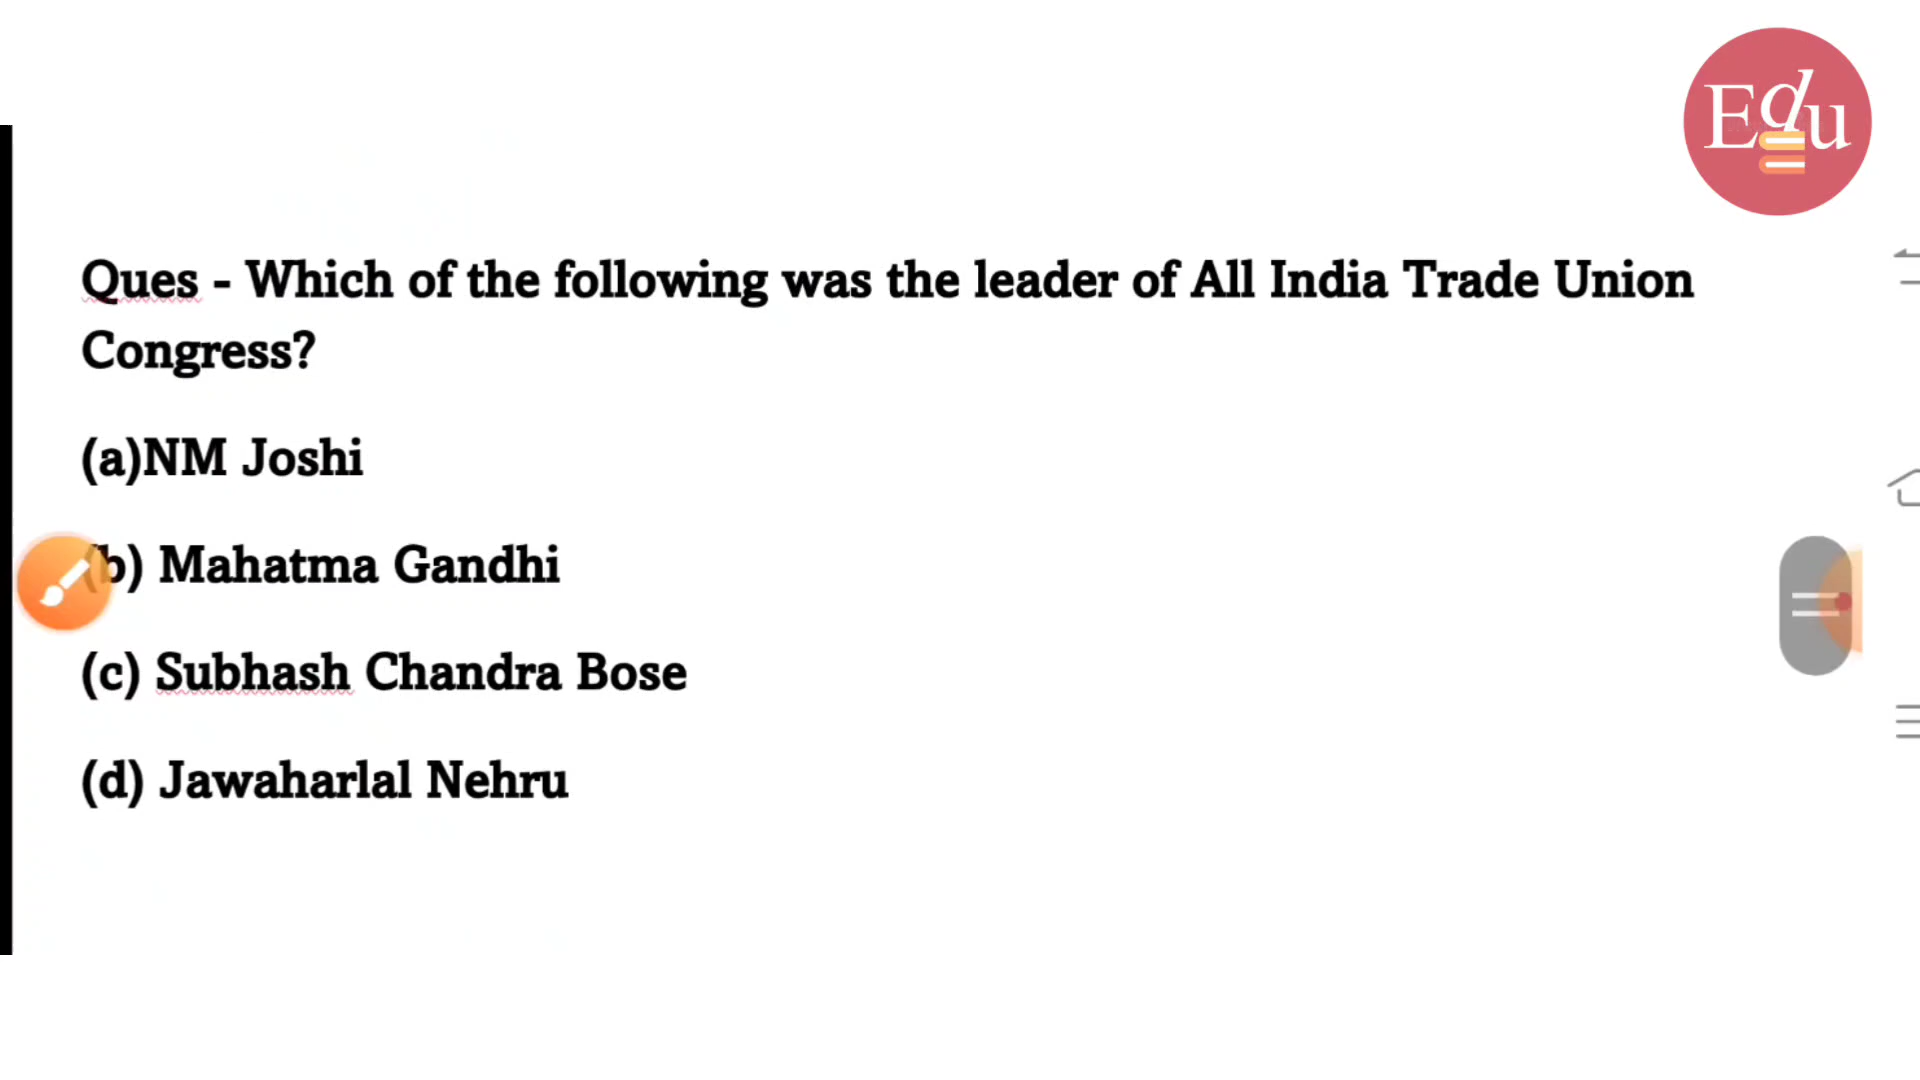 Edu
Ques - Which of the following was the leader of All India Trade Union
Congress?
(a)NM Joshi
(b) Mahatma Gandhi
(c) Subhash Chandra Bose
(d) Jawaharlal Nehru